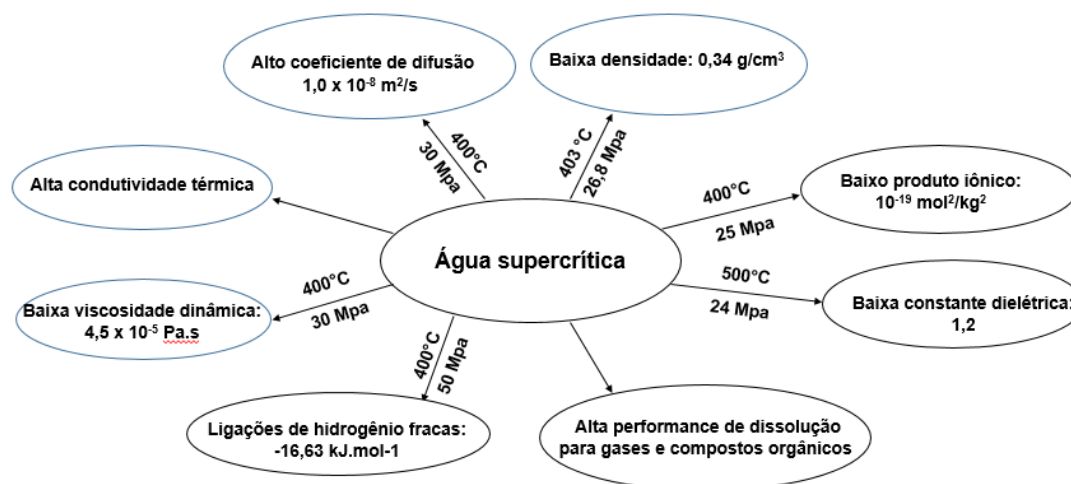 Alto coeficiente de difusão
1,0 x 10⁻⁸ m²/s
Baixa densidade: 0,34 g/cm³
400°C
30 Mpa
403 °C
26,8 Mpa
Alta condutividade térmica
Baixo produto iônico:
10⁻¹⁹ mol²/kg²
400°C
25 Mpa
Água supercrítica
Baixa viscosidade dinâmica:
4,5 x 10⁻⁵ Pa.s
400°C
30 Mpa
500°C
24 Mpa
Baixa constante dielétrica:
1,2
400°C
50 Mpa
Ligações de hidrogênio fracas:
-16,63 kJ.mol-1
Alta performance de dissolução
para gases e compostos orgânicos